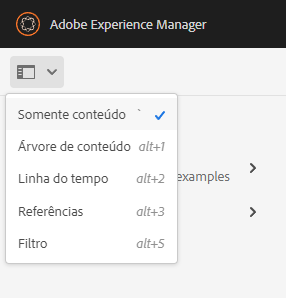 Adobe Experience Manager
Somente conteúdo `
Árvore de conteúdo alt+1
Linha do tempo alt+2
examples
Referências alt+3
Filtro alt+5